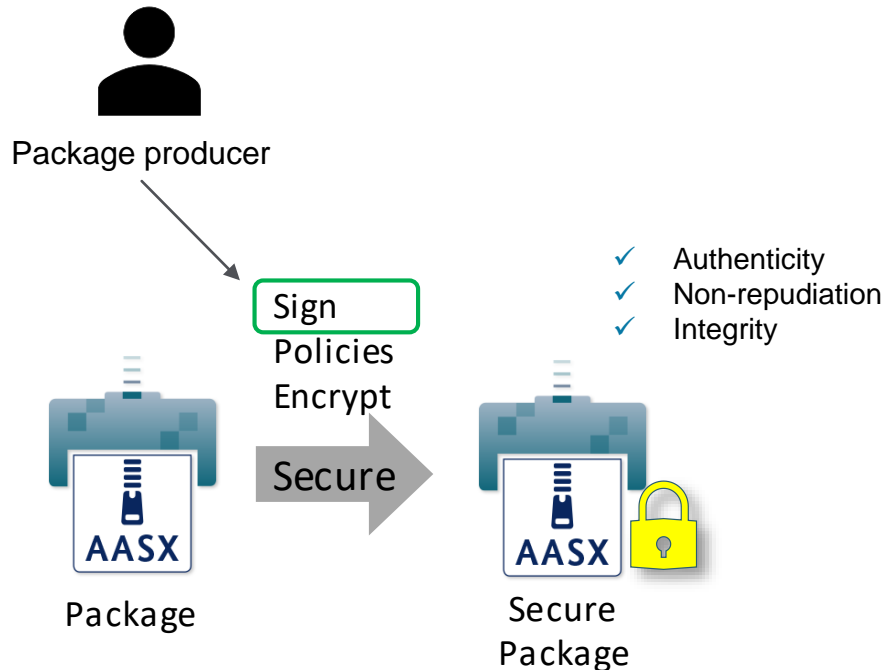 Package producer
Sign
Policies
Encrypt
Secure
Authenticity
Non-repudiation
Integrity
AASX
Package
AASX
Secure
Package